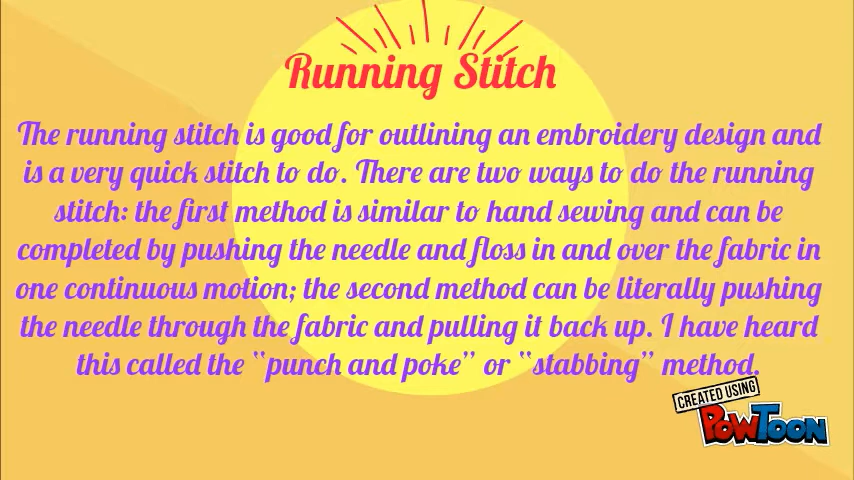 Running Stitch
The running stitch is good for outlining an embroidery design and
is a very quick stitch to do. There are two ways to do the running
stitch: the first method is similar to hand sewing and can be
completed by pushing the needle and floss in and over the fabric in
one continuous motion; the second method can be literally pushing
the needle through the fabric and pulling it back up. I have heard
this called the “punch and poke” or “stabbing” method.
CREATED USING
POWTOON